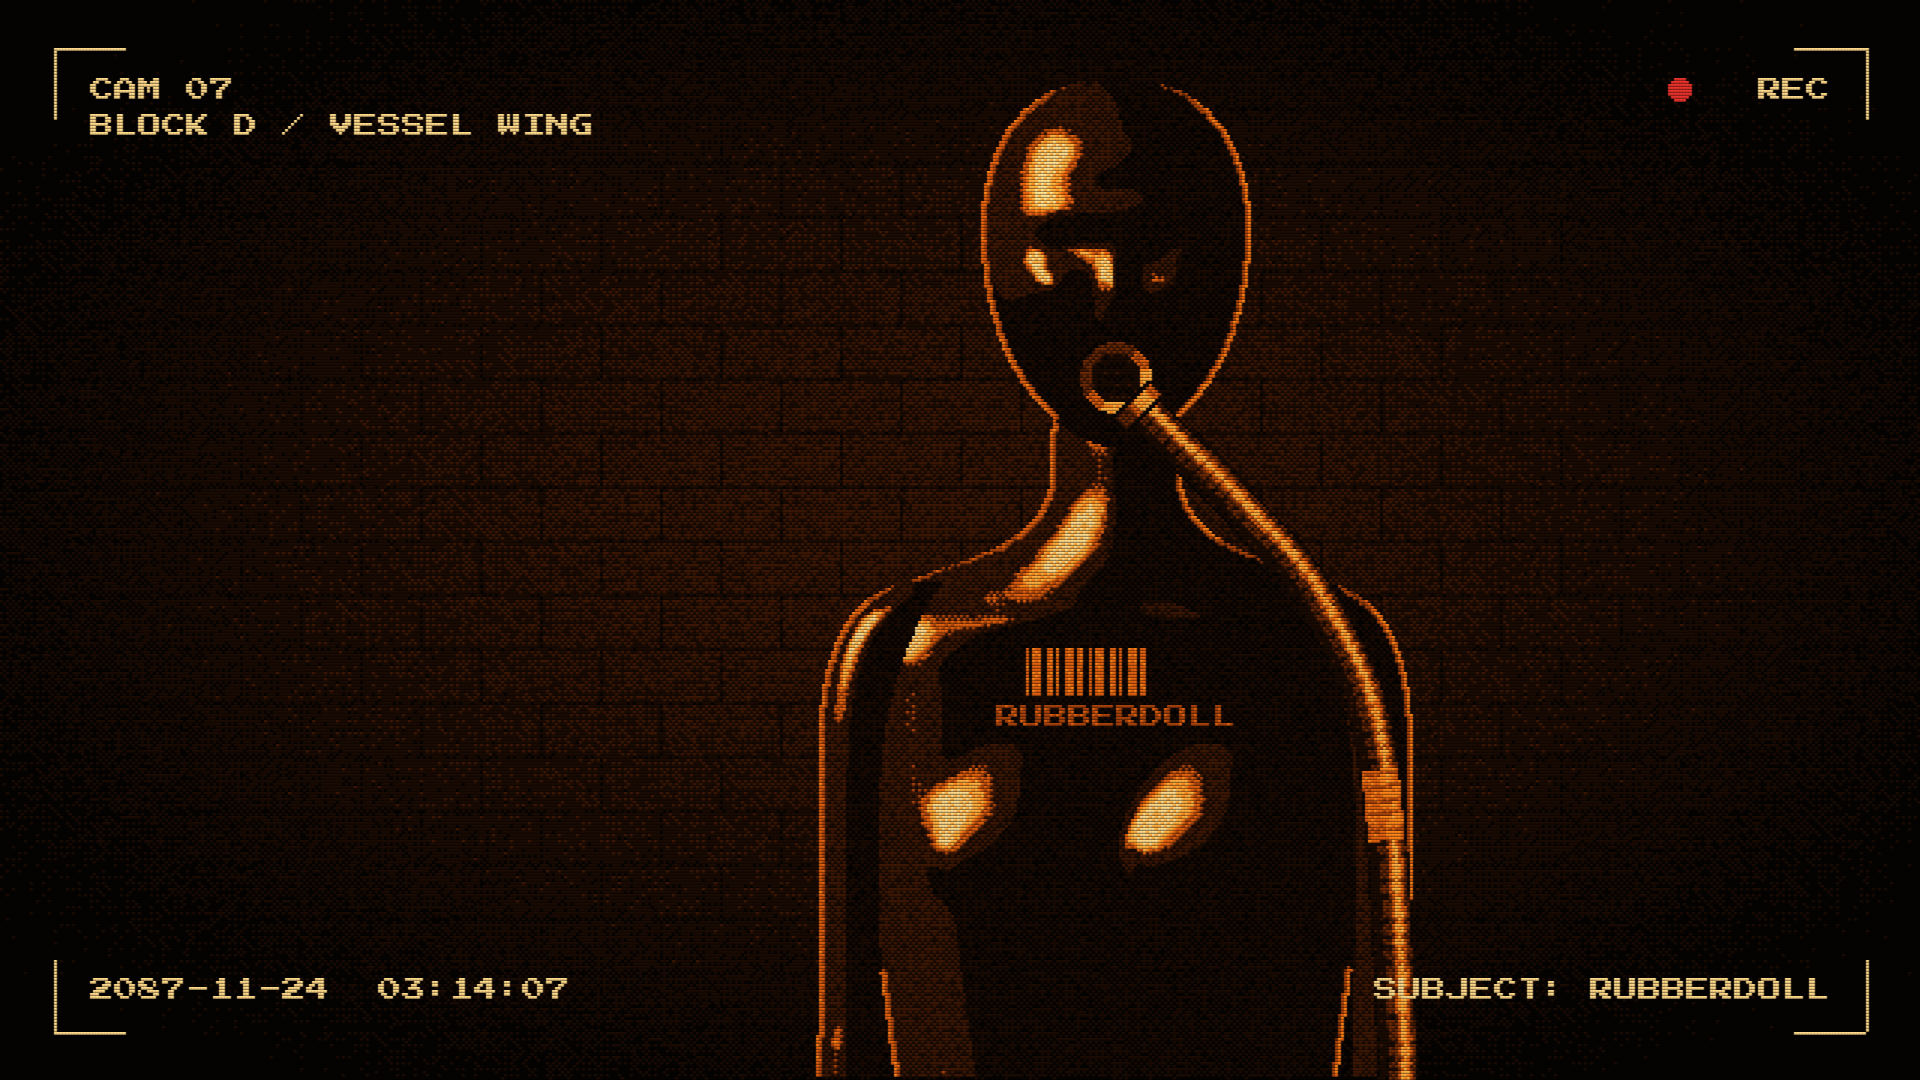 CAM 07
BLOCK D / VESSEL WING
REC
RUBBERDOLL
2087-11-24 03:14:07
SUBJECT: RUBBERDOLL